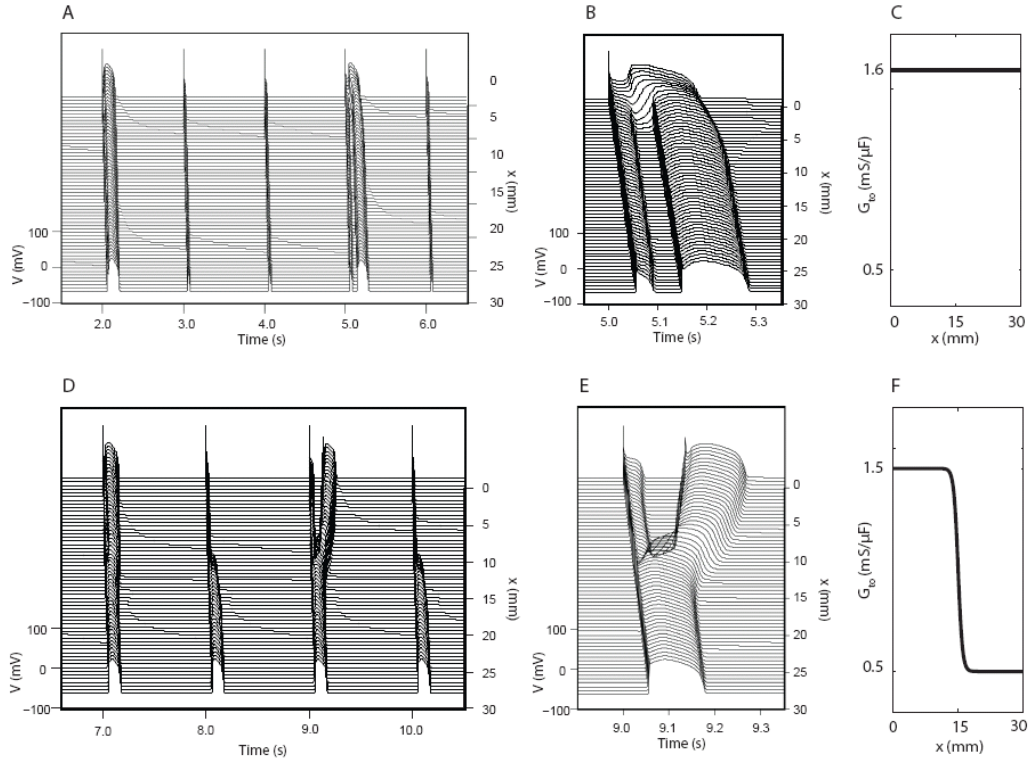 A
0
5
10
15
20
25
30
x (mm)
100
0
−100
V (mV)
2.0 3.0 4.0 5.0 6.0
Time (s)
B
0
5
10
15
20
25
30
x (mm)
100
0
−100
V (mV)
5.0 5.1 5.2 5.3
Time (s)
C
1.6
0.5
Gto (mS/μF)
0 15 30
x (mm)
D
0
5
10
15
20
25
30
x (mm)
100
0
−100
V (mV)
7.0 8.0 9.0 10.0
Time (s)
E
0
5
10
15
20
25
30
x (mm)
100
0
−100
V (mV)
9.0 9.1 9.2 9.3
Time (s)
F
1.5
0.5
Gto (mS/μF)
0 15 30
x (mm)